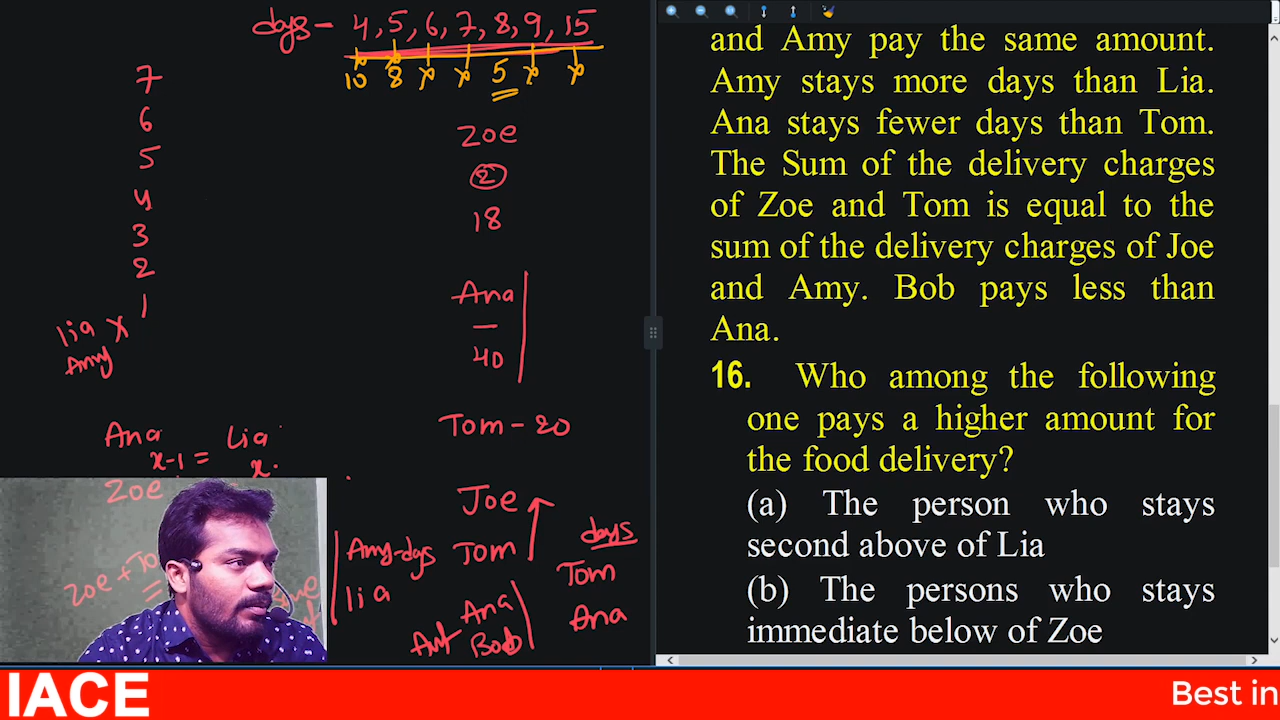 days - 4, 5, 6, 7, 8, 9, 15
10 8 x x 5 x x
7
6
5
4
3
2
1
lia x
Amy
Zoe
2
18
Ana
40
Tom - 20
Ana Lia
x-1 = x.
Zoe
Zoe +
Amy-days
lia
Joe
Tom
Ana
Amt Bob
days
Tom
Ana
and Amy pay the same amount.
Amy stays more days than Lia.
Ana stays fewer days than Tom.
The Sum of the delivery charges
of Zoe and Tom is equal to the
sum of the delivery charges of Joe
and Amy. Bob pays less than
Ana.
16. Who among the following
one pays a higher amount for
the food delivery?
(a) The person who stays
second above of Lia
(b) The persons who stays
immediate below of Zoe
IACE
Best in